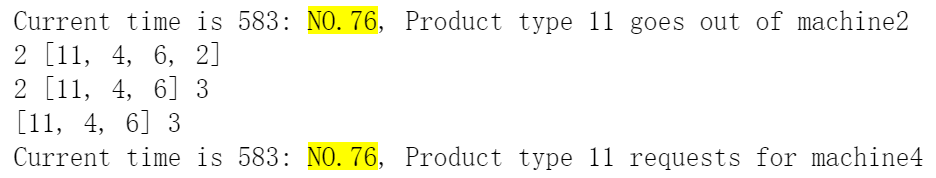 Current time is 583: NO.76, Product type 11 goes out of machine2
2 [11, 4, 6, 2]
2 [11, 4, 6] 3
[11, 4, 6] 3
Current time is 583: NO.76, Product type 11 requests for machine4